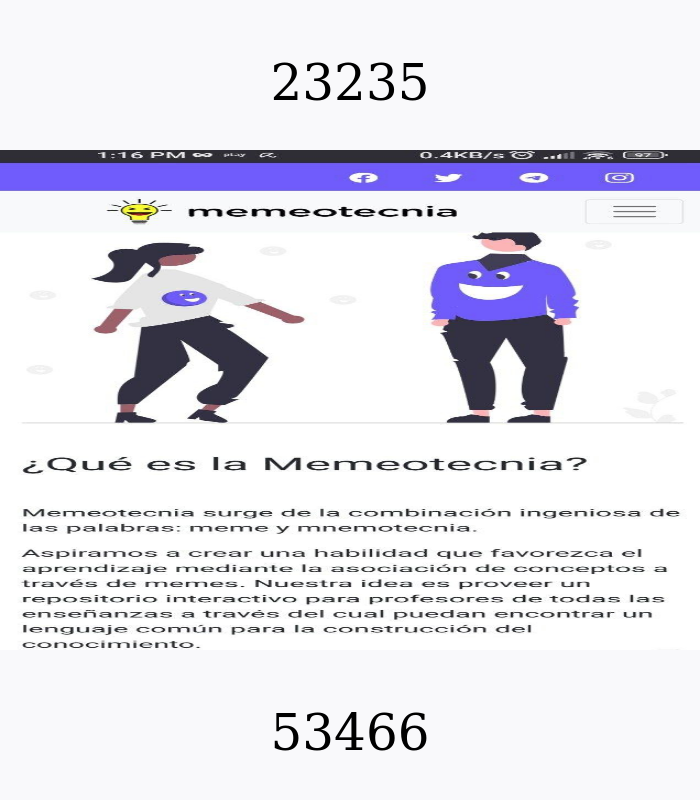 23235
1:16 PM play 0.4KB/s 97
memeotecnia
¿Qué es la Memeotecnia?
Memeotecnia surge de la combinación ingeniosa de
las palabras: meme y mnemotecnia.
Aspiramos a crear una habilidad que favorezca el
aprendizaje mediante la asociación de conceptos a
través de memes. Nuestra idea es proveer un
repositorio interactivo para profesores de todas las
enseñanzas a través del cual puedan encontrar un
lenguaje común para la construcción del
conocimiento.
53466